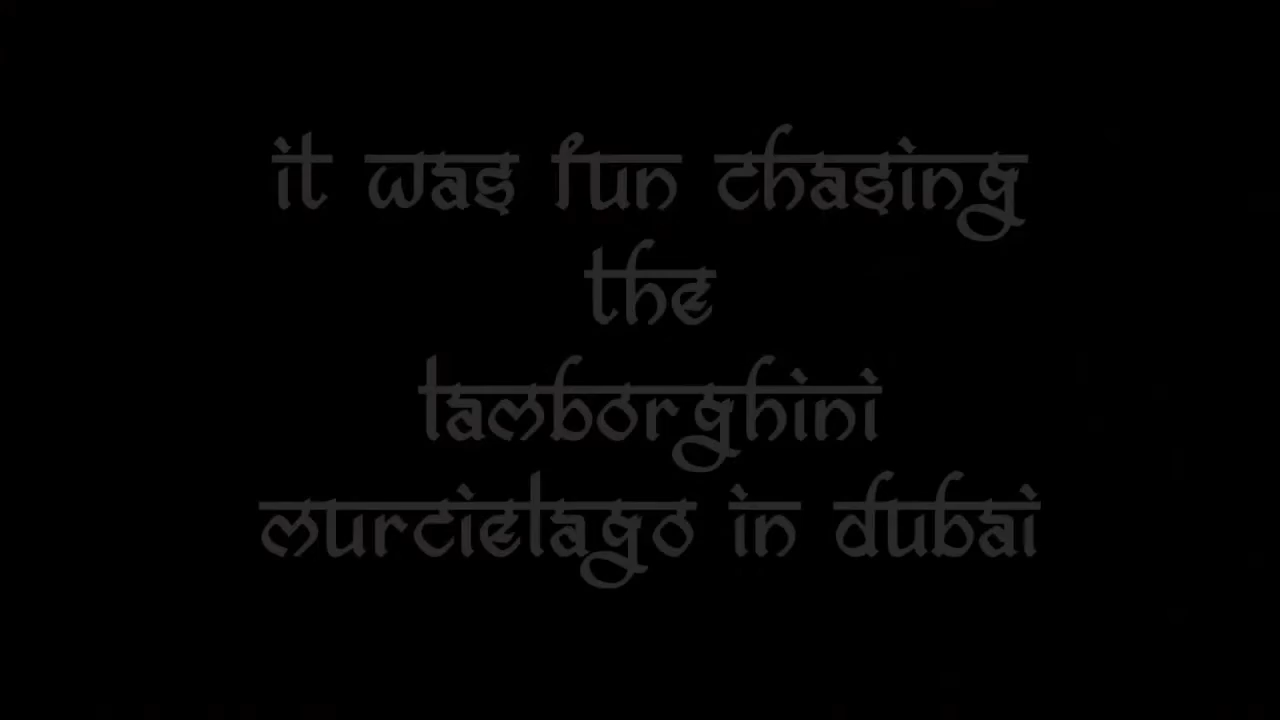 it was fun chasing
the
lamborghini
murcielago in dubai